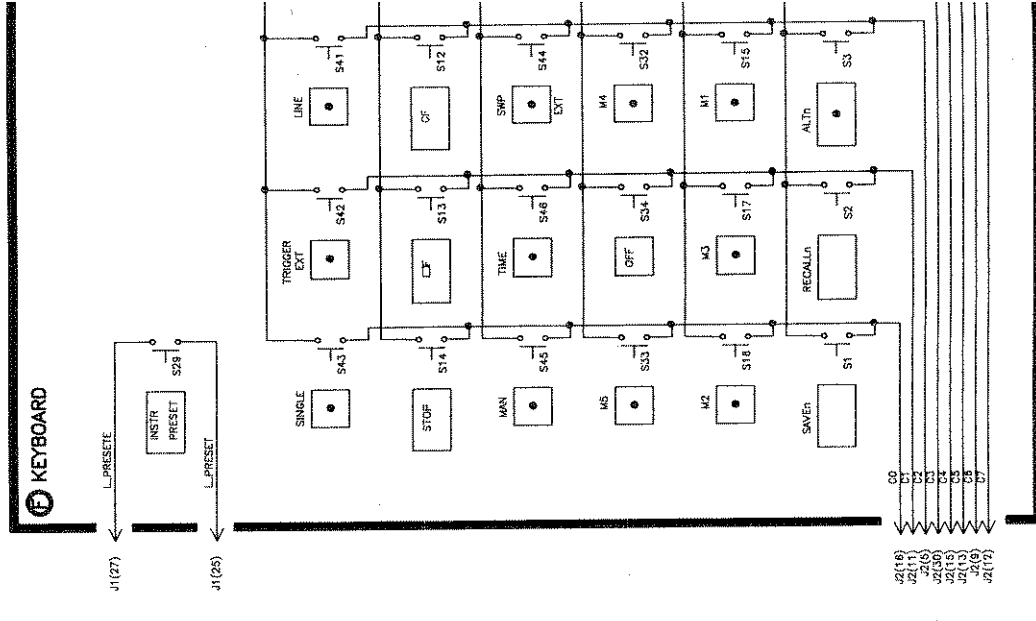 F KEYBOARD
L_PRESETE
J1(27)
INSTR
PRESET
S29
L_PRESET
J1(25)
SINGLE
S43
TRIGGER
EXT
S42
LINE
S41
STOF
S14
S13
CF
S12
MAN
S45
TIME
S46
SWP
EXT
S44
M5
S33
OFF
S34
M4
S32
M2
S18
M3
S17
M1
S15
SAVEn
S1
RECALLn
S2
ALTn
S3
C0
C1
C2
C3
C4
C5
C6
C7
J2(16)
J2(11)
J2(5)
J2(30)
J2(15)
J2(13)
J2(9)
J2(12)